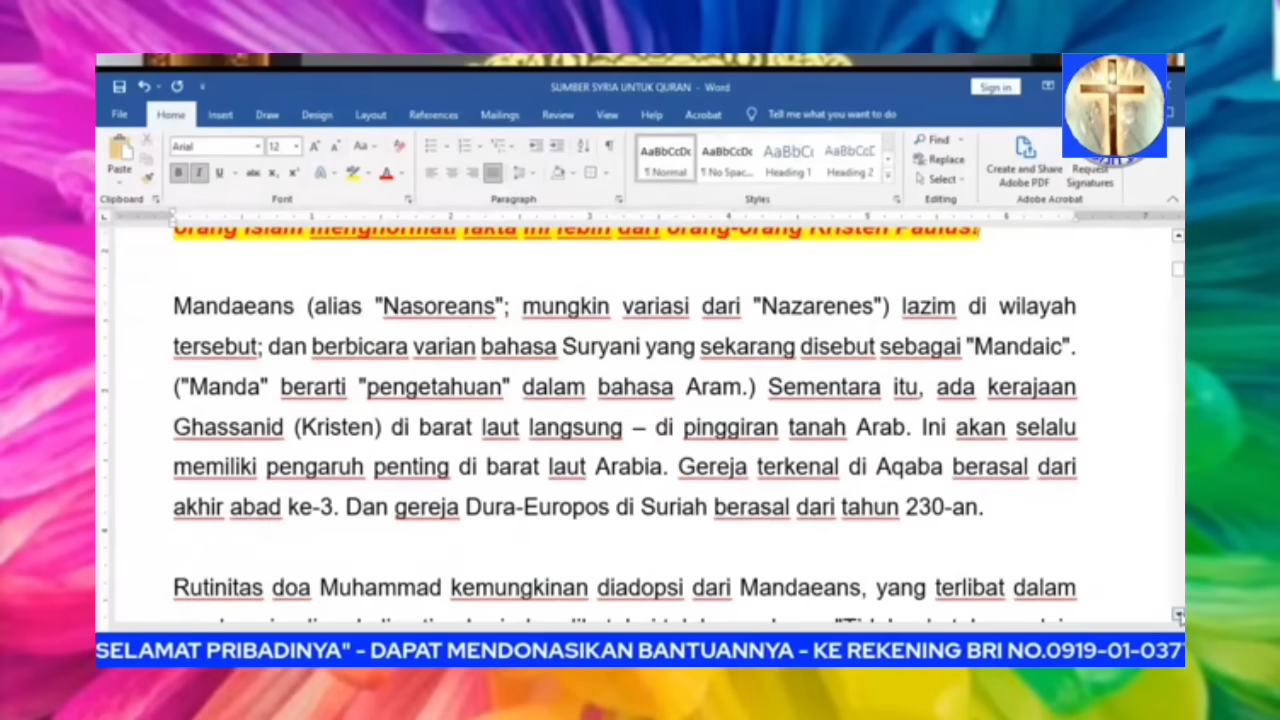 SUMBER SYRIA UNTUK QURAN - Word
Sign in
File Home Insert Draw Design Layout References Mailings Review View Help Acrobat Tell me what you want to do
Paste
Arial 12
AaBbCcDc AaBbCcDc AaBbC AaBbCcE
¶ Normal ¶ No Spac... Heading 1 Heading 2
Find
Replace
Select
Create and Share Adobe PDF
Request Signatures
Clipboard Font Paragraph Styles Editing Adobe Acrobat
orang Islam menghormati fakta ini lebih dari orang-orang Kristen Paulus!
Mandaeans (alias "Nasoreans"; mungkin variasi dari "Nazarenes") lazim di wilayah
tersebut; dan berbicara varian bahasa Suryani yang sekarang disebut sebagai "Mandaic".
("Manda" berarti "pengetahuan" dalam bahasa Aram.) Sementara itu, ada kerajaan
Ghassanid (Kristen) di barat laut langsung – di pinggiran tanah Arab. Ini akan selalu
memiliki pengaruh penting di barat laut Arabia. Gereja terkenal di Aqaba berasal dari
akhir abad ke-3. Dan gereja Dura-Europos di Suriah berasal dari tahun 230-an.
Rutinitas doa Muhammad kemungkinan diadopsi dari Mandaeans, yang terlibat dalam
SELAMAT PRIBADINYA" - DAPAT MENDONASIKAN BANTUANNYA - KE REKENING BRI NO.0919-01-037